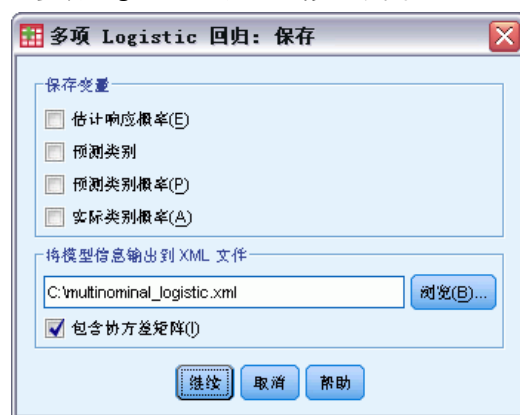 多项 Logistic 回归: 保存
保存变量
估计响应概率(E)
预测类别
预测类别概率(P)
实际类别概率(A)
将模型信息输出到 XML 文件
C:\multinominal_logistic.xml
浏览(B)...
包含协方差矩阵(I)
继续 取消 帮助